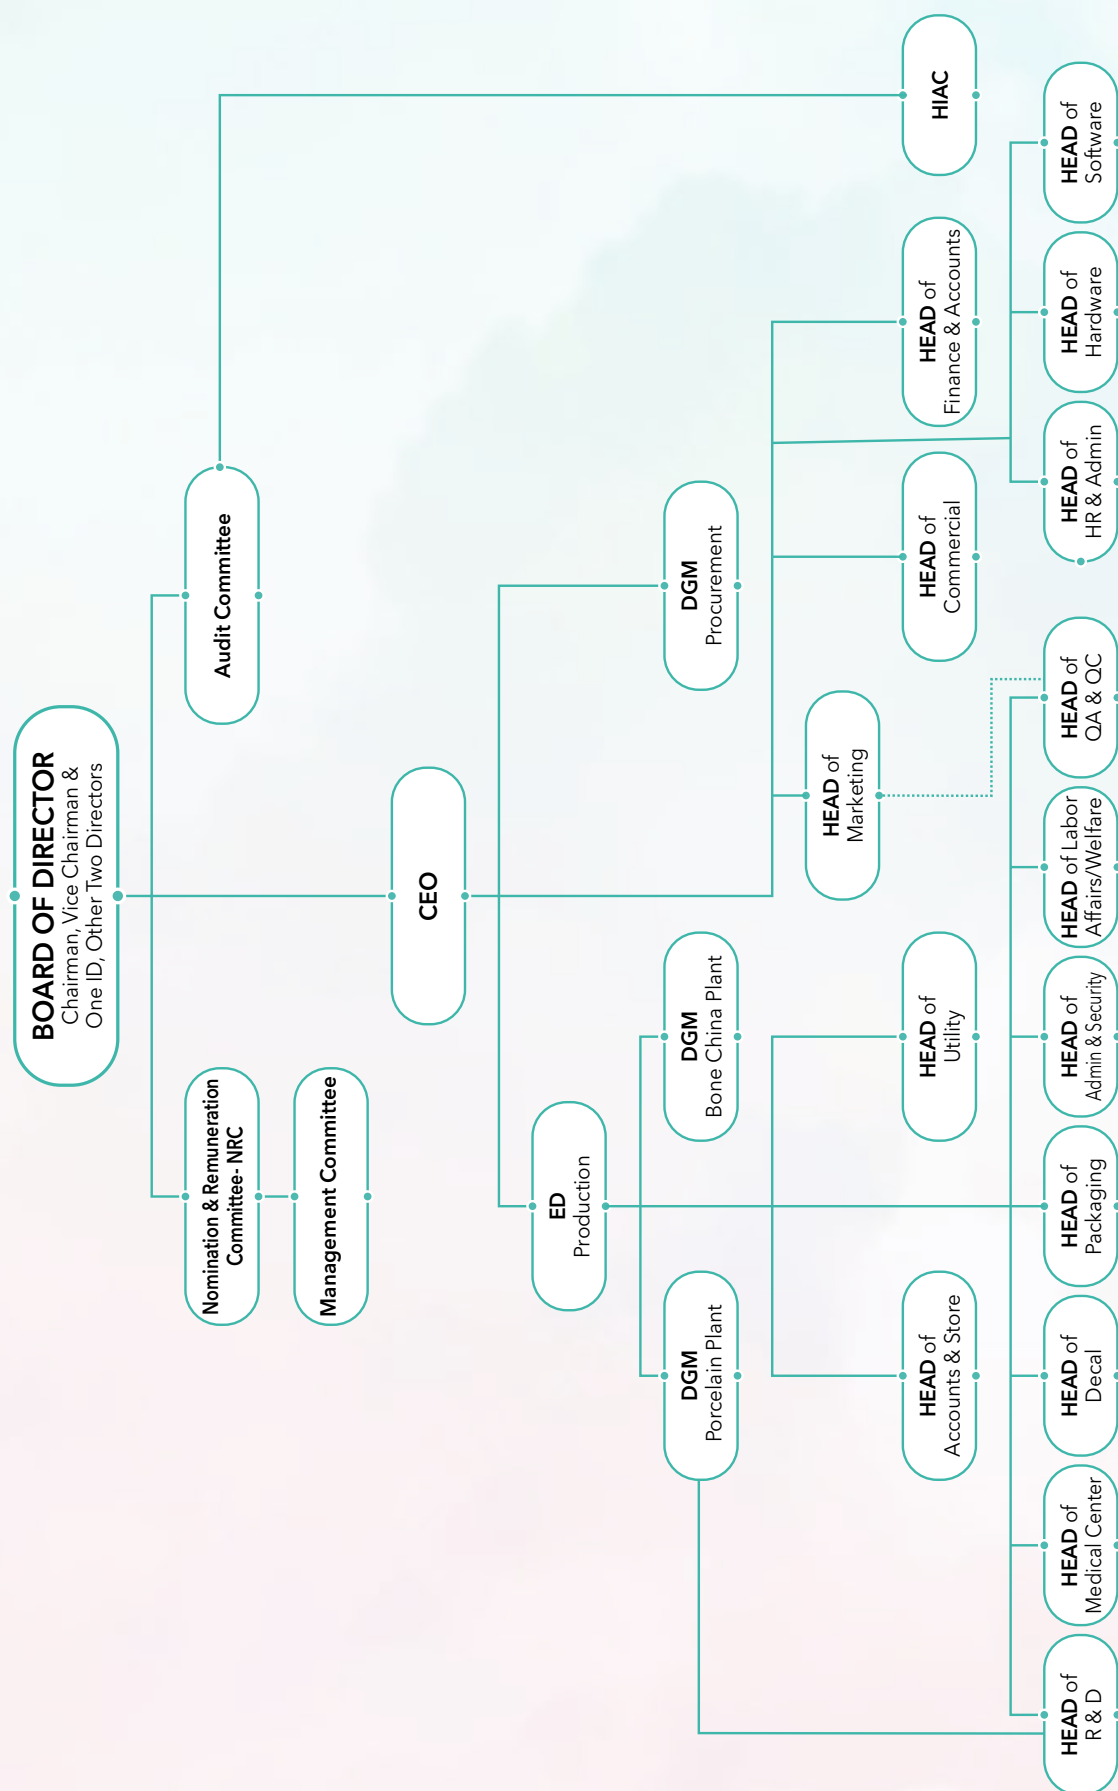 BOARD OF DIRECTOR
Chairman, Vice Chairman &
One ID, Other Two Directors
Nomination & Remuneration
Committee- NRC
Audit Committee
Management Committee
CEO
ED
Production
DGM
Porcelain Plant
DGM
Bone China Plant
DGM
Procurement
HEAD of
Marketing
HEAD of
Accounts & Store
HEAD of
Utility
HEAD of
Commercial
HEAD of
Finance & Accounts
HIAC
HEAD of
R & D
HEAD of
Medical Center
HEAD of
Decal
HEAD of
Packaging
HEAD of
Admin & Security
HEAD of Labor
Affairs/Welfare
HEAD of
QA & QC
HEAD of
HR & Admin
HEAD of
Hardware
HEAD of
Software